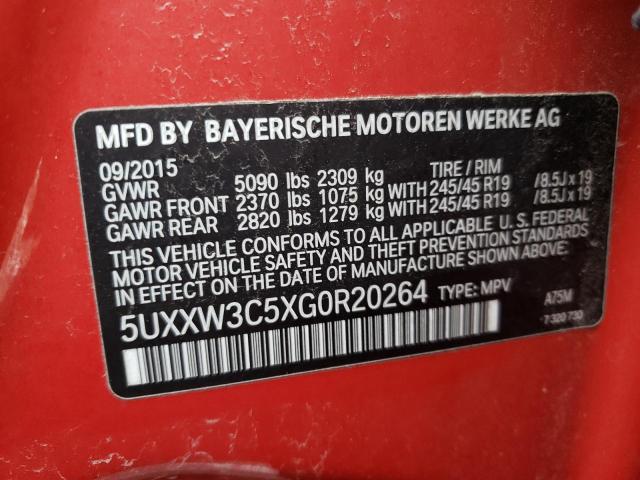 MFD BY BAYERISCHE MOTOREN WERKE AG
09/2015 TIRE / RIM
GVWR 5090 lbs 2309 kg
GAWR FRONT 2370 lbs 1075 kg WITH 245/45 R19 /8.5J x 19
GAWR REAR 2820 lbs 1279 kg WITH 245/45 R19 /8.5J x 19
THIS VEHICLE CONFORMS TO ALL APPLICABLE U. S. FEDERAL
MOTOR VEHICLE SAFETY AND THEFT PREVENTION STANDARDS
IN EFFECT ON THE DATE OF MANUFACTURE SHOWN ABOVE:
5UXXW3C5XG0R20264 TYPE: MPV A75M
7 320 730